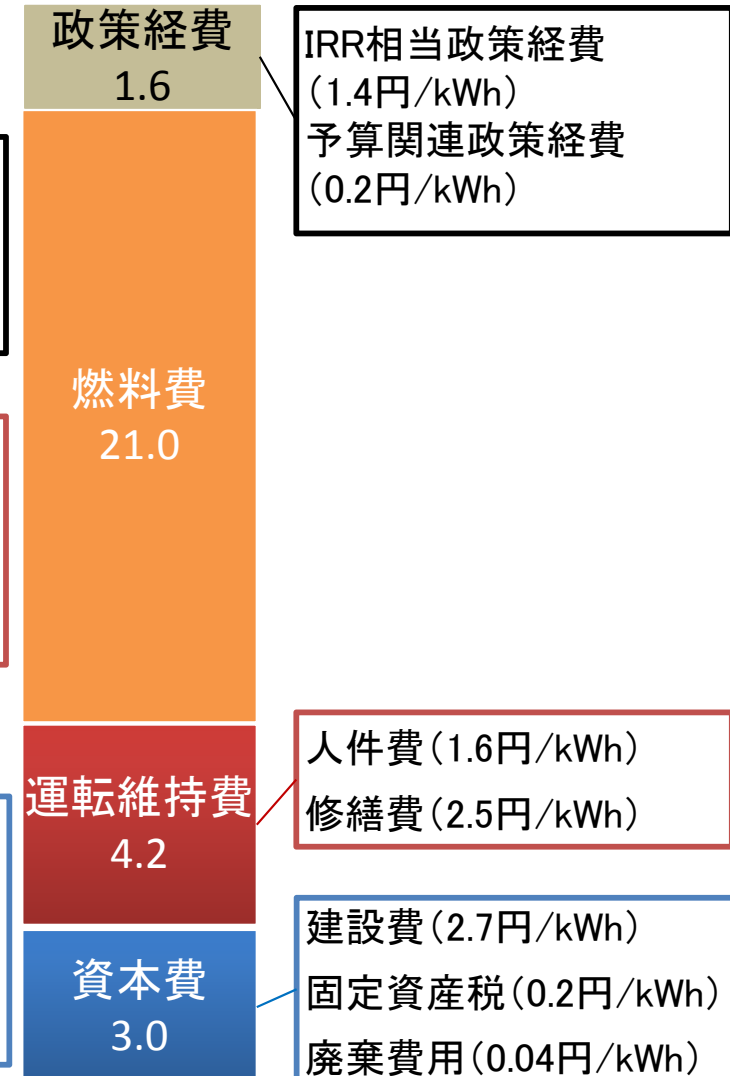 政策経費
1.6
IRR相当政策経費
(1.4円/kWh)
予算関連政策経費
(0.2円/kWh)
燃料費
21.0
運転維持費
4.2
人件費(1.6円/kWh)
修繕費(2.5円/kWh)
資本費
3.0
建設費(2.7円/kWh)
固定資産税(0.2円/kWh)
廃棄費用(0.04円/kWh)